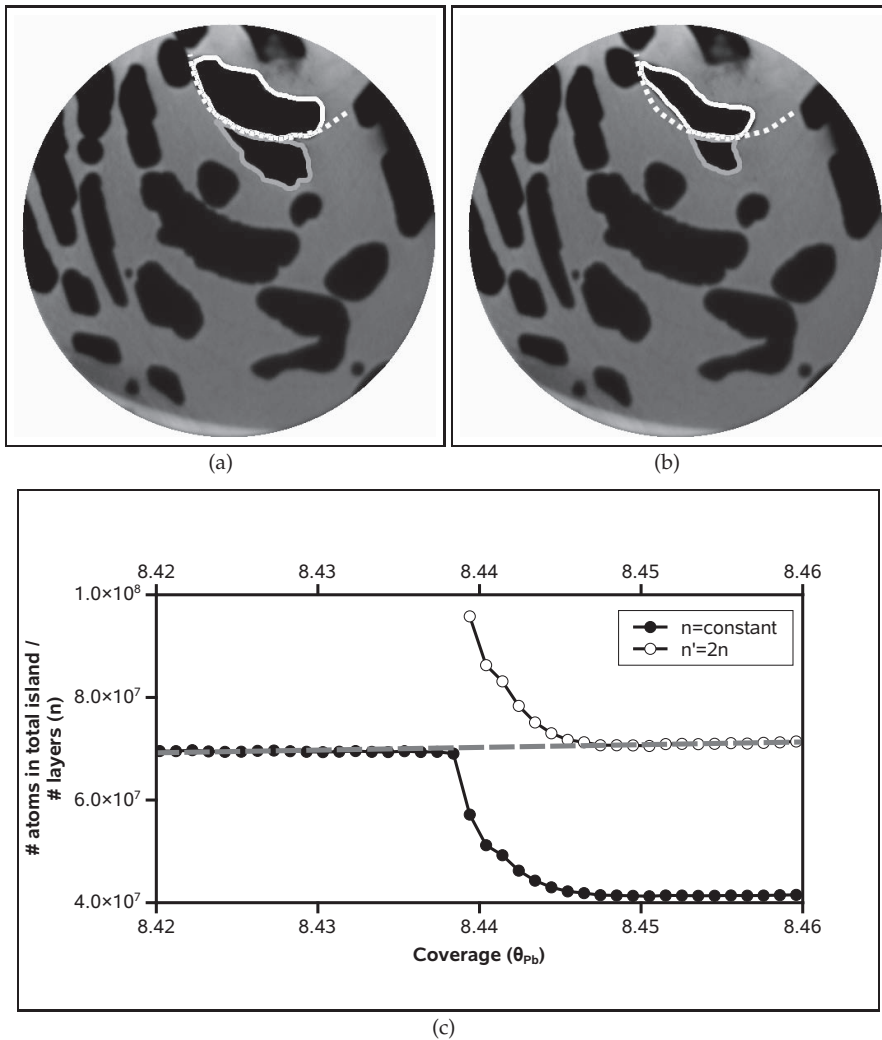 (a)
(b)
8.42 8.43 8.44 8.45 8.46
1.0×10⁸
8.0×10⁷
6.0×10⁷
4.0×10⁷
# atoms in total island /
# layers (n)
n=constant
n'=2n
8.42 8.43 8.44 8.45 8.46
Coverage (θPb)
(c)